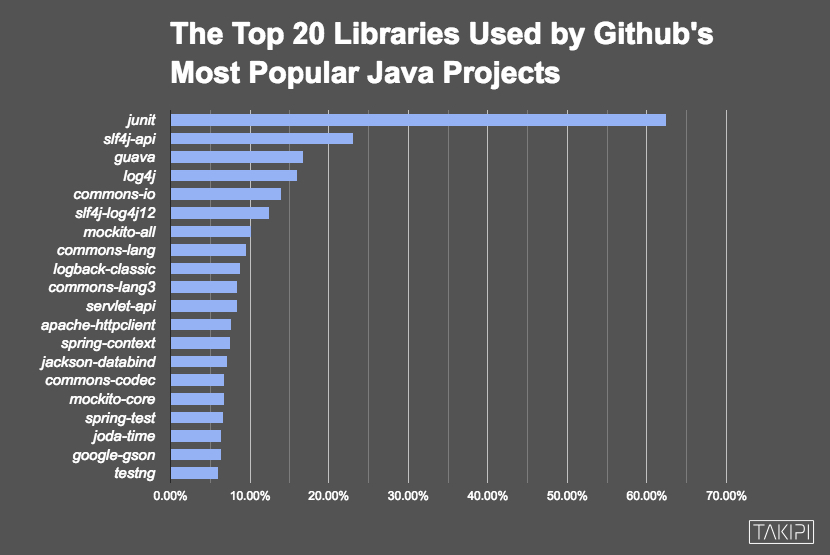 The Top 20 Libraries Used by Github's
Most Popular Java Projects
junit
slf4j-api
guava
log4j
commons-io
slf4j-log4j12
mockito-all
commons-lang
logback-classic
commons-lang3
servlet-api
apache-httpclient
spring-context
jackson-databind
commons-codec
mockito-core
spring-test
joda-time
google-gson
testng
0.00% 10.00% 20.00% 30.00% 40.00% 50.00% 60.00% 70.00%
TAKIPI